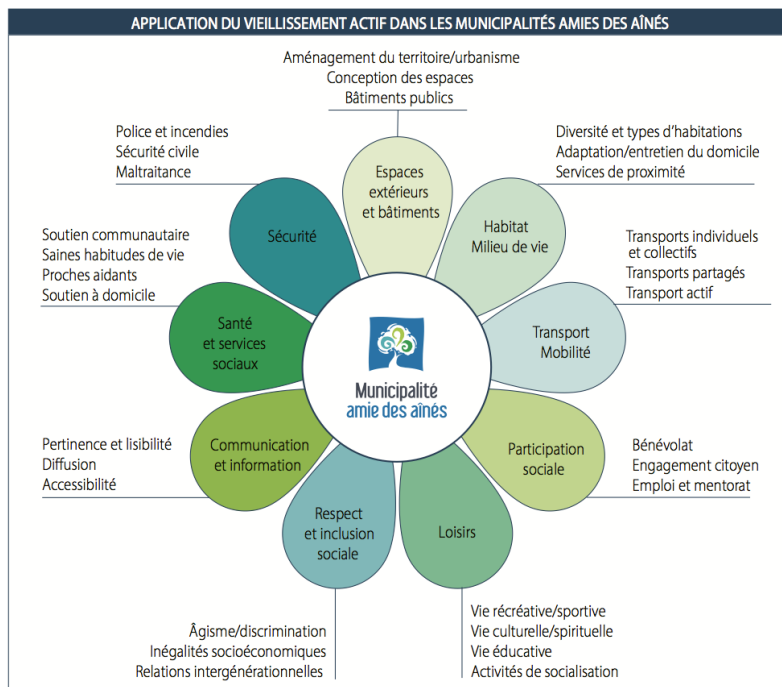 APPLICATION DU VIEILLISSEMENT ACTIF DANS LES MUNICIPALITÉS AMIES DES AÎNÉS
Aménagement du territoire/urbanisme
Conception des espaces
Bâtiments publics
Espaces
extérieurs
et bâtiments
Diversité et types d'habitations
Adaptation/entretien du domicile
Services de proximité
Habitat
Milieu de vie
Transports individuels
et collectifs
Transports partagés
Transport actif
Transport
Mobilité
Bénévolat
Engagement citoyen
Emploi et mentorat
Participation
sociale
Vie récréative/sportive
Vie culturelle/spirituelle
Vie éducative
Activités de socialisation
Loisirs
Âgisme/discrimination
Inégalités socioéconomiques
Relations intergénérationnelles
Respect
et inclusion
sociale
Pertinence et lisibilité
Diffusion
Accessibilité
Communication
et information
Soutien communautaire
Saines habitudes de vie
Proches aidants
Soutien à domicile
Santé
et services
sociaux
Police et incendies
Sécurité civile
Maltraitance
Sécurité
Municipalité
amie des aînés